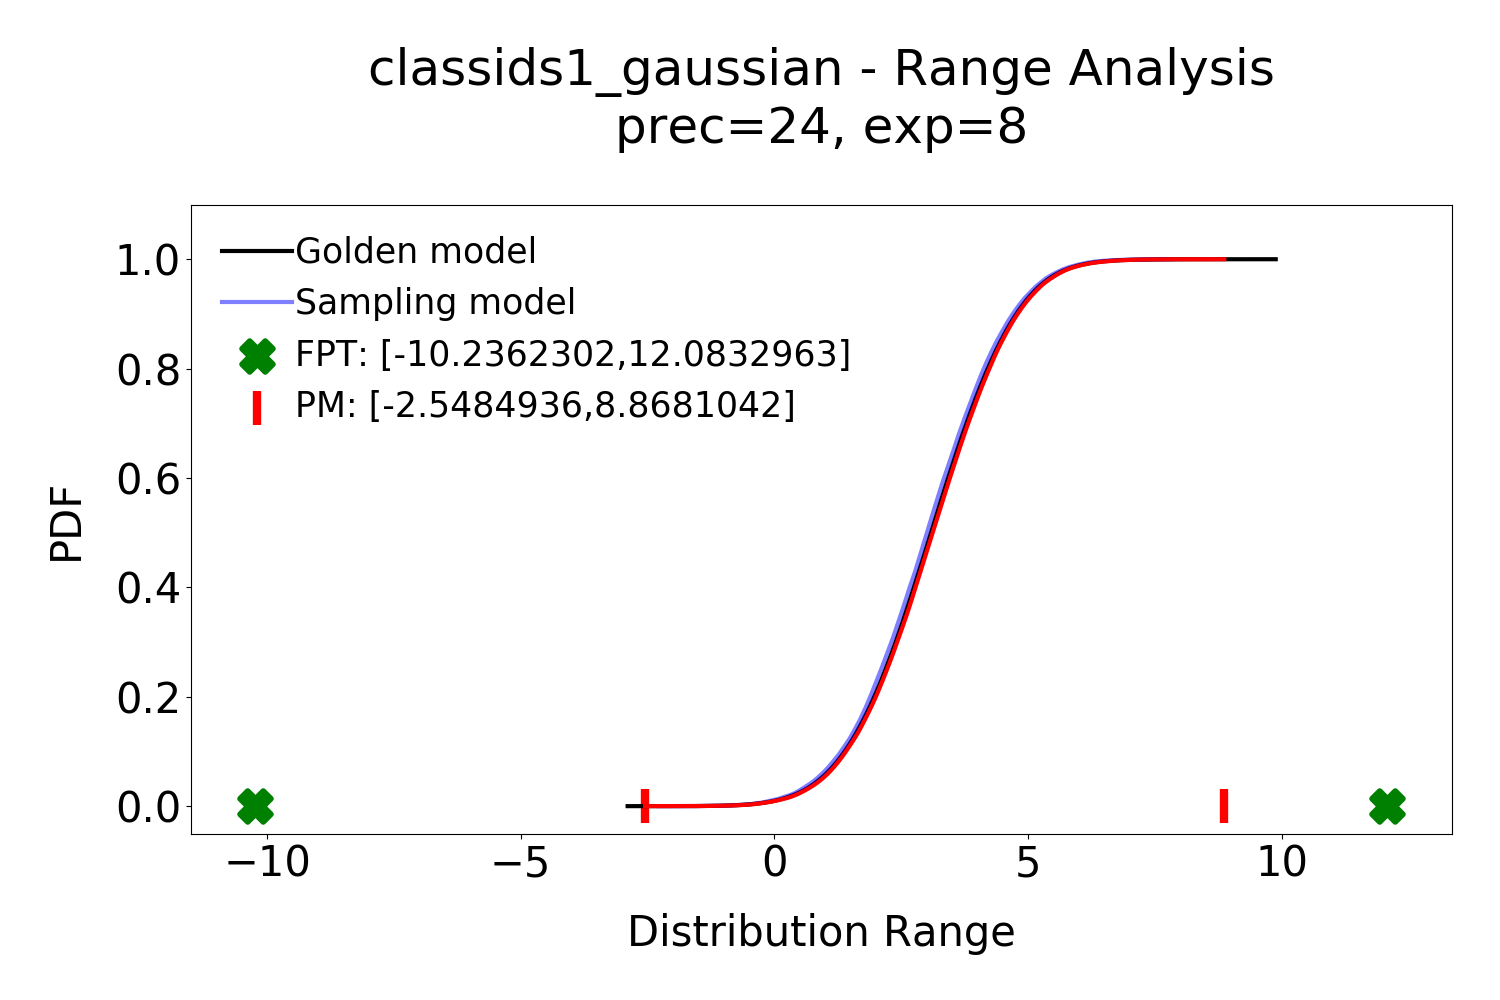 classids1_gaussian - Range Analysis
prec=24, exp=8
Golden model
Sampling model
FPT: [-10.2362302,12.0832963]
PM: [-2.5484936,8.8681042]
PDF
1.0
0.8
0.6
0.4
0.2
0.0
−10
−5
0
5
10
Distribution Range